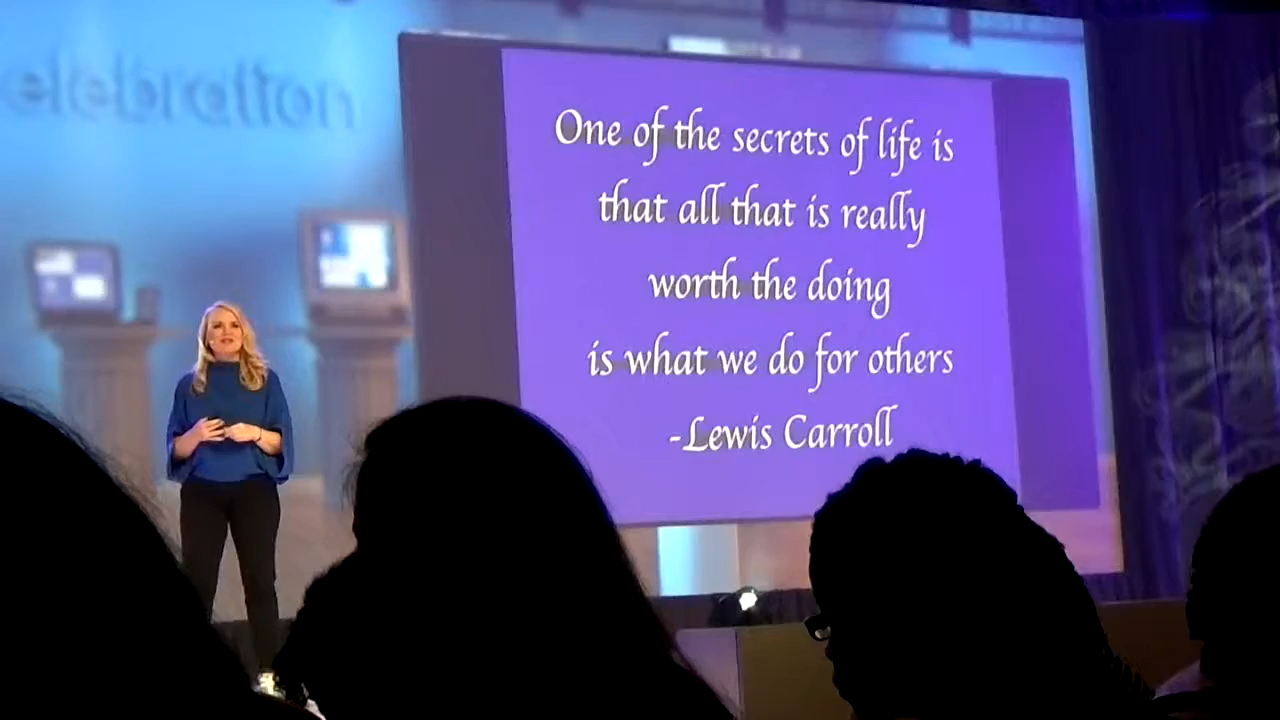 elebration
One of the secrets of life is
that all that is really
worth the doing
is what we do for others
-Lewis Carroll